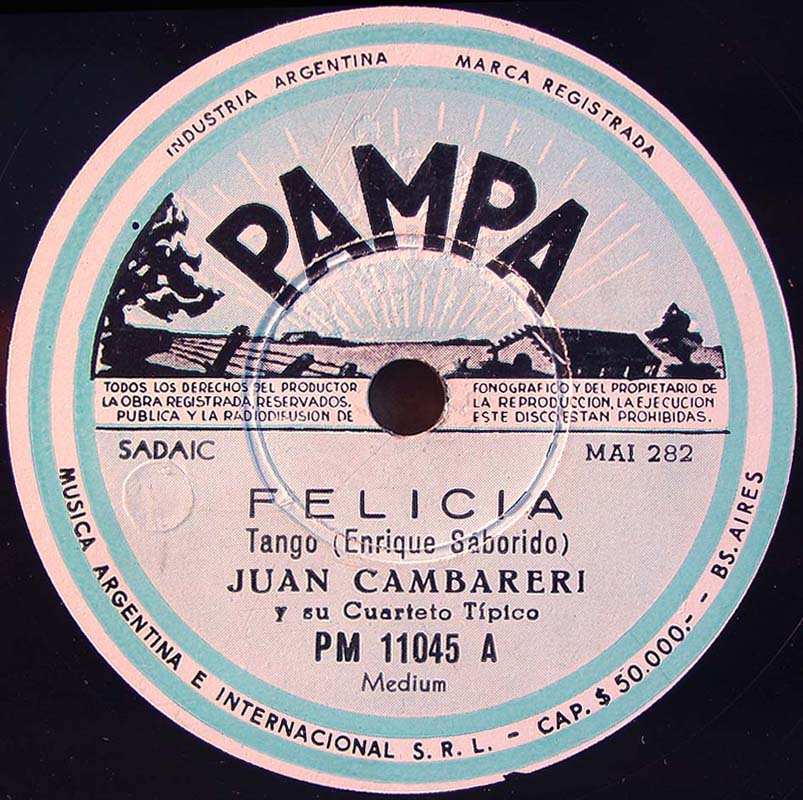 INDUSTRIA ARGENTINA MARCA REGISTRADA
PAMPA
TODOS LOS DERECHOS DEL PRODUCTOR FONOGRAFICO Y DEL PROPIETARIO DE
LA OBRA REGISTRADA, RESERVADOS. LA REPRODUCCION, LA EJECUCION
PUBLICA Y LA RADIODIFUSION DE ESTE DISCO ESTAN PROHIBIDAS.
SADAIC MAI 282
FELICIA
Tango (Enrique Saborido)
JUAN CAMBARERI
y su Cuarteto Típico
PM 11045 A
Medium
MUSICA ARGENTINA E INTERNACIONAL S. R. L. - CAP. $ 50.000.- - BS. AIRES